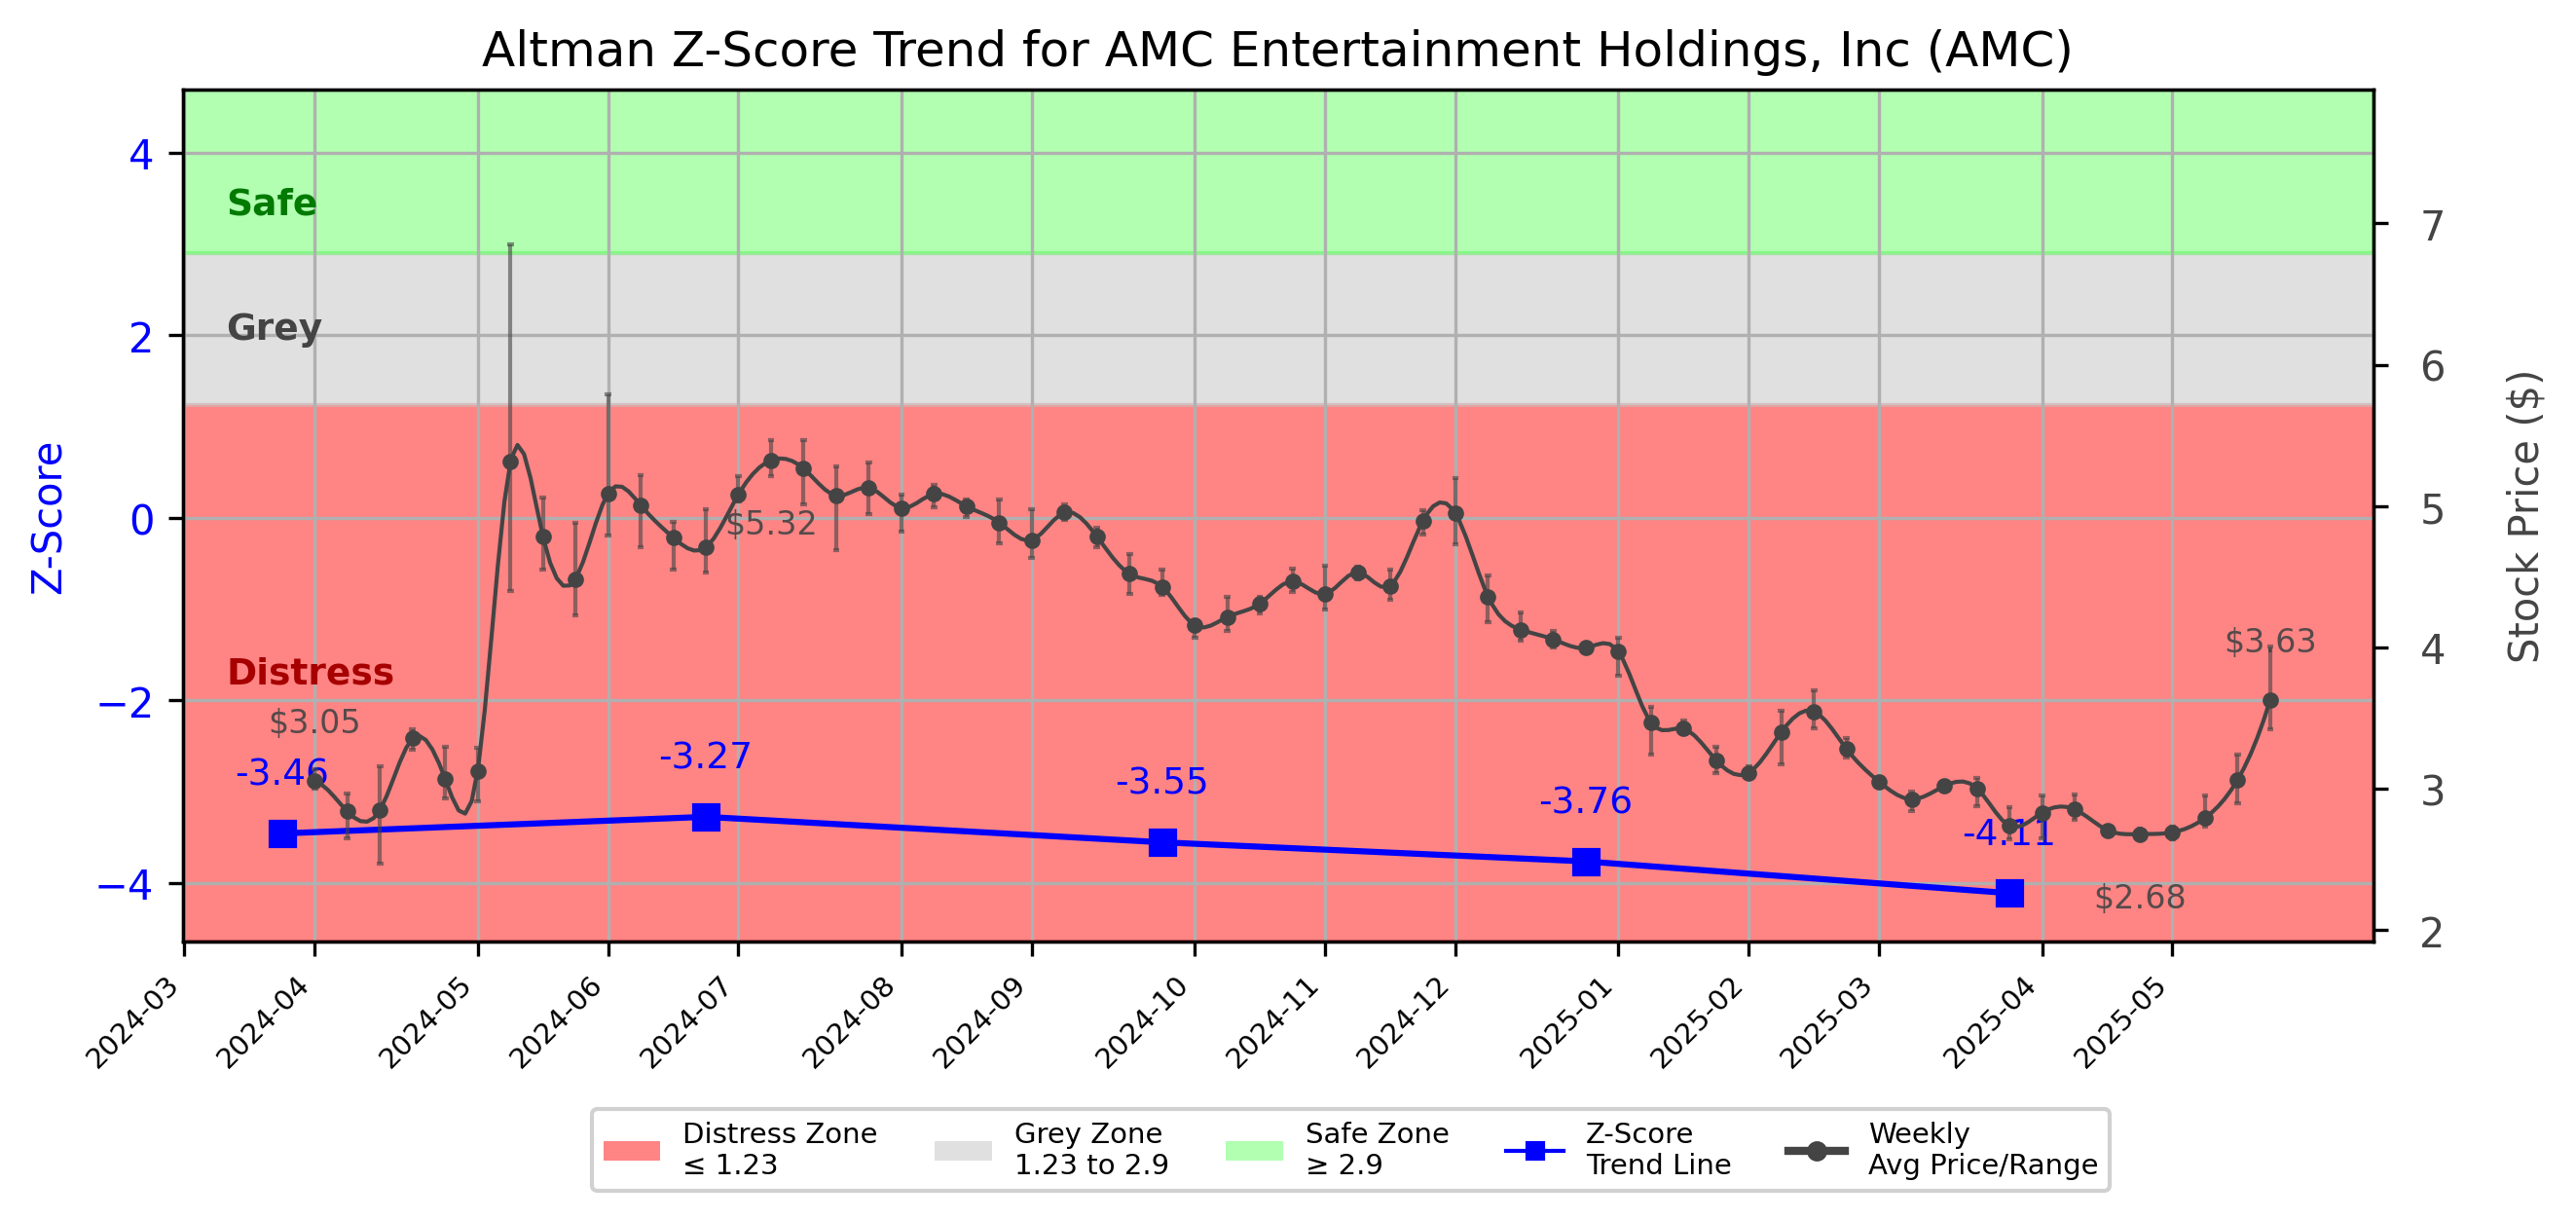 Altman Z-Score Trend for AMC Entertainment Holdings, Inc (AMC)
Z-Score
4
2
0
−2
−4
Safe
Grey
Distress
$3.05
$5.32
$2.68
$3.63
-3.46
-3.27
-3.55
-3.76
-4.11
7
6
5
4
3
2
Stock Price ($)
2024-03
2024-04
2024-05
2024-06
2024-07
2024-08
2024-09
2024-10
2024-11
2024-12
2025-01
2025-02
2025-03
2025-04
2025-05
Distress Zone
≤ 1.23
Grey Zone
1.23 to 2.9
Safe Zone
≥ 2.9
Z-Score
Trend Line
Weekly
Avg Price/Range